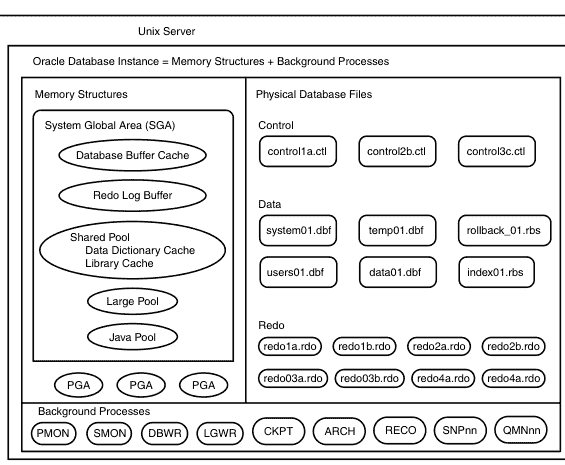 Unix Server
Oracle Database Instance = Memory Structures + Background Processes
Memory Structures
System Global Area (SGA)
Database Buffer Cache
Redo Log Buffer
Shared Pool
Data Dictionary Cache
Library Cache
Large Pool
Java Pool
PGA PGA PGA
Physical Database Files
Control
control1a.ctl control2b.ctl control3c.ctl
Data
system01.dbf temp01.dbf rollback_01.rbs
users01.dbf data01.dbf index01.rbs
Redo
redo1a.rdo redo1b.rdo redo2a.rdo redo2b.rdo
redo03a.rdo redo03b.rdo redo4a.rdo redo4a.rdo
Background Processes
PMON SMON DBWR LGWR CKPT ARCH RECO SNPnn QMNnn